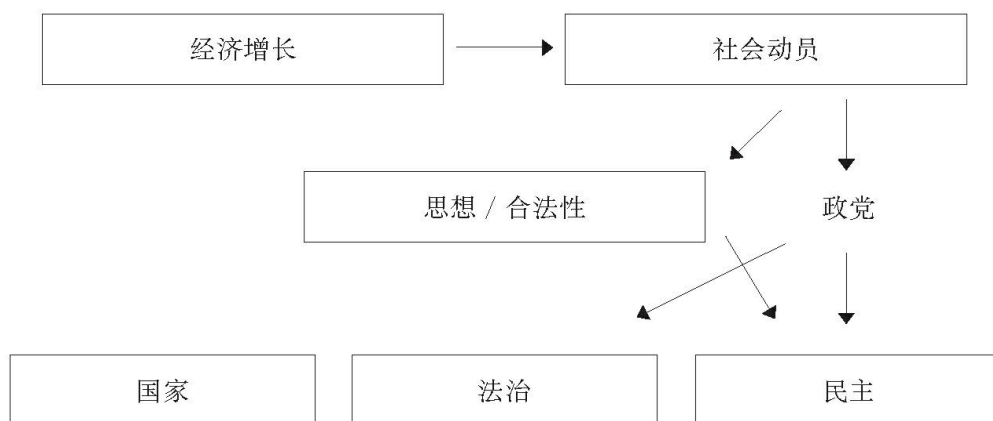 经济增长
社会动员
思想 / 合法性
政党
国家
法治
民主